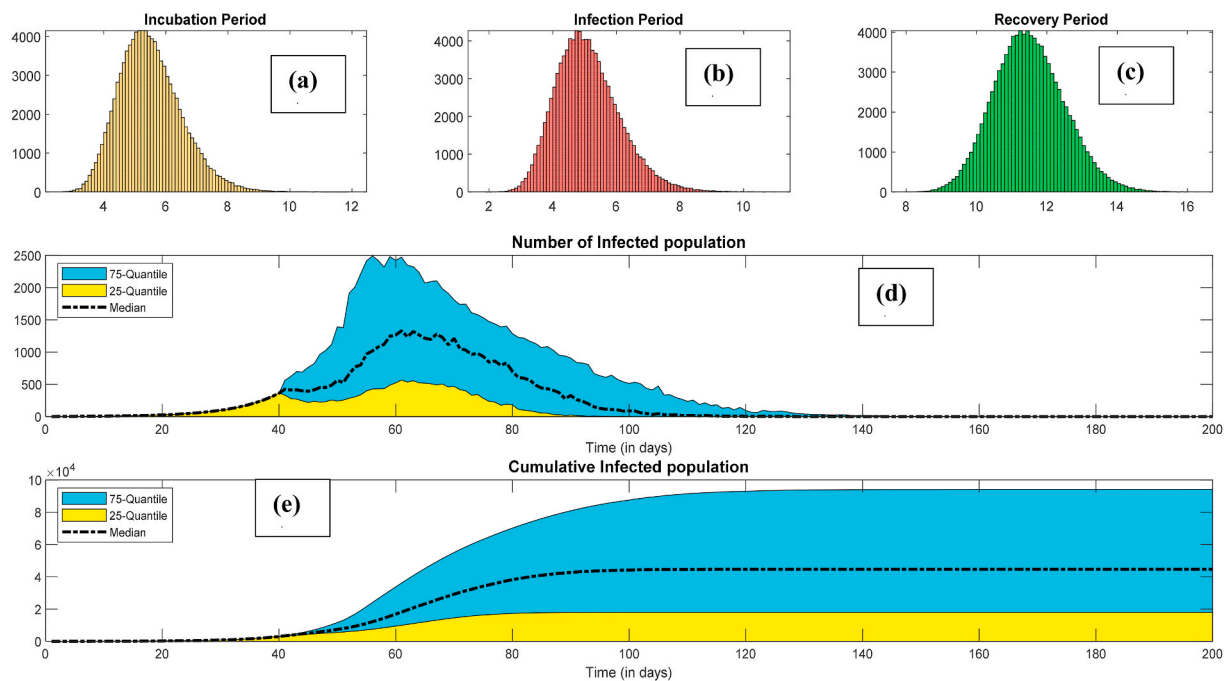 Incubation Period
(a)
4000
3000
2000
1000
0
4 6 8 10 12
Infection Period
(b)
4000
3000
2000
1000
0
2 4 6 8 10
Recovery Period
(c)
4000
3000
2000
1000
0
8 10 12 14 16
Number of Infected population
75-Quantile
25-Quantile
Median
(d)
2500
2000
1500
1000
500
0
0 20 40 60 80 100 120 140 160 180 200
Time (in days)
Cumulative Infected population
×10⁴
75-Quantile
25-Quantile
Median
(e)
10
8
6
4
2
0
0 20 40 60 80 100 120 140 160 180 200
Time (in days)